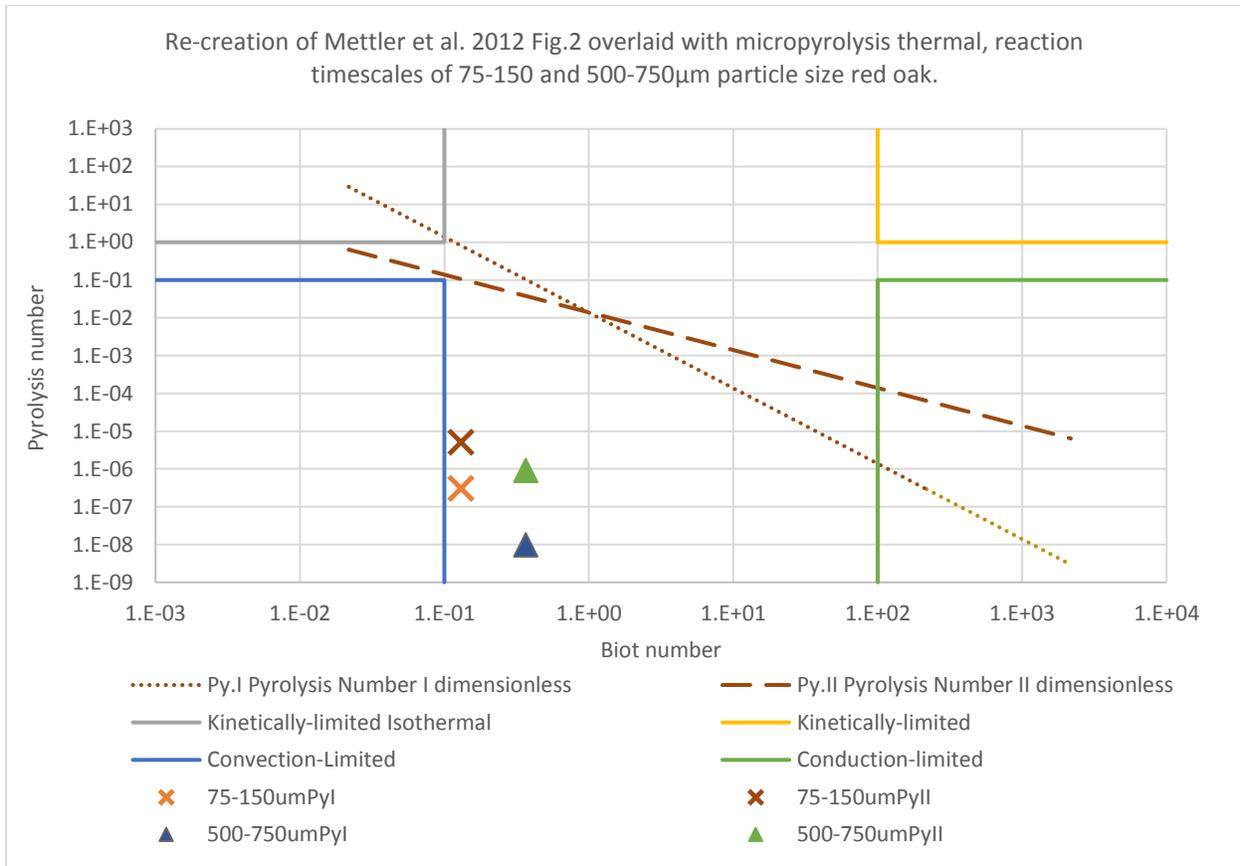 Re-creation of Mettler et al. 2012 Fig.2 overlaid with micropyrolysis thermal, reaction
timescales of 75-150 and 500-750µm particle size red oak.
Pyrolysis number
1.E+03
1.E+02
1.E+01
1.E+00
1.E-01
1.E-02
1.E-03
1.E-04
1.E-05
1.E-06
1.E-07
1.E-08
1.E-09
1.E-03 1.E-02 1.E-01 1.E+00 1.E+01 1.E+02 1.E+03 1.E+04
Biot number
Py.I Pyrolysis Number I dimensionless
Py.II Pyrolysis Number II dimensionless
Kinetically-limited Isothermal
Kinetically-limited
Convection-Limited
Conduction-limited
75-150umPyI
75-150umPyII
500-750umPyI
500-750umPyII